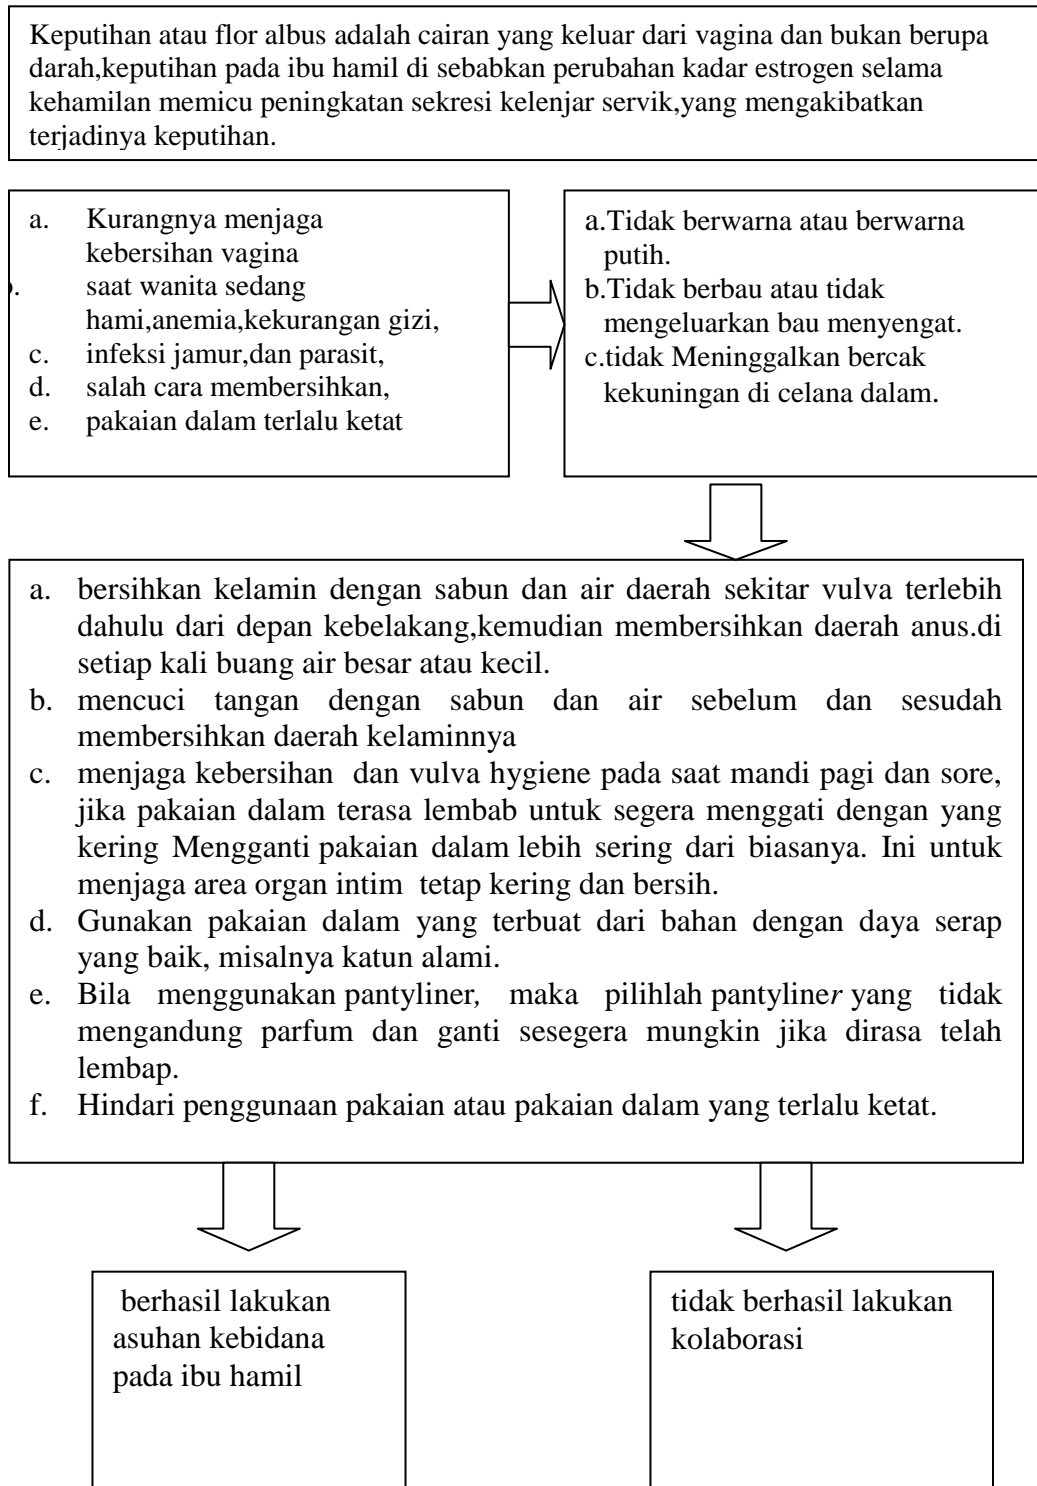 Keputihan atau flor albus adalah cairan yang keluar dari vagina dan bukan berupa
darah,keputihan pada ibu hamil di sebabkan perubahan kadar estrogen selama
kehamilan memicu peningkatan sekresi kelenjar servik,yang mengakibatkan
terjadinya keputihan.
a. Kurangnya menjaga
kebersihan vagina
saat wanita sedang
hami,anemia,kekurangan gizi,
c. infeksi jamur,dan parasit,
d. salah cara membersihkan,
e. pakaian dalam terlalu ketat
a.Tidak berwarna atau berwarna
putih.
b.Tidak berbau atau tidak
mengeluarkan bau menyengat.
c.tidak Meninggalkan bercak
kekuningan di celana dalam.
a. bersihkan kelamin dengan sabun dan air daerah sekitar vulva terlebih
dahulu dari depan kebelakang,kemudian membersihkan daerah anus.di
setiap kali buang air besar atau kecil.
b. mencuci tangan dengan sabun dan air sebelum dan sesudah
membersihkan daerah kelaminnya
c. menjaga kebersihan dan vulva hygiene pada saat mandi pagi dan sore,
jika pakaian dalam terasa lembab untuk segera menggati dengan yang
kering Mengganti pakaian dalam lebih sering dari biasanya. Ini untuk
menjaga area organ intim tetap kering dan bersih.
d. Gunakan pakaian dalam yang terbuat dari bahan dengan daya serap
yang baik, misalnya katun alami.
e. Bila menggunakan pantyliner, maka pilihlah pantyliner yang tidak
mengandung parfum dan ganti sesegera mungkin jika dirasa telah
lembap.
f. Hindari penggunaan pakaian atau pakaian dalam yang terlalu ketat.
berhasil lakukan
asuhan kebidana
pada ibu hamil
tidak berhasil lakukan
kolaborasi